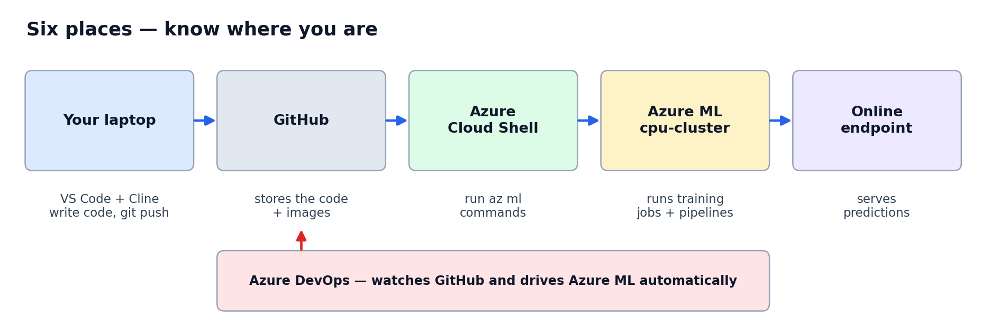 Six places — know where you are
Your laptop
GitHub
Azure
Cloud Shell
Azure ML
cpu-cluster
Online
endpoint
VS Code + Cline
write code, git push
stores the code
+ images
run az ml
commands
runs training
jobs + pipelines
serves
predictions
Azure DevOps — watches GitHub and drives Azure ML automatically